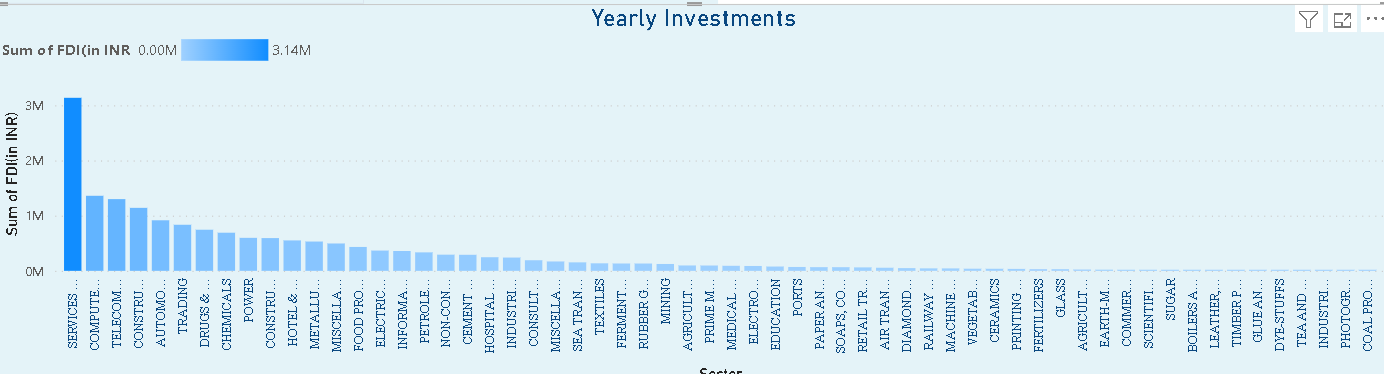 Yearly Investments
Sum of FDI(in INR 0.00M 3.14M
Sum of FDI(in INR)
3M
2M
1M
0M
SERVICES ...
COMPUTE...
TELECOM...
CONSTRU...
AUTOMO...
TRADING
DRUGS & ...
CHEMICALS
POWER
CONSTRU...
HOTEL & ...
METALLU...
MISCELLA...
FOOD PRO...
ELECTRIC...
INFORMA...
PETROLE...
NON-CON...
CEMENT ...
HOSPITAL ...
INDUSTRI...
CONSULT...
MISCELLA...
SEA TRAN...
TEXTILES
FERMENT...
RUBBER G...
MINING
AGRICULT...
PRIME M...
MEDICAL ...
ELECTRO...
EDUCATION
PORTS
PAPER AN...
SOAPS, CO...
RETAIL TR...
AIR TRAN...
DIAMOND...
RAILWAY ...
MACHINE ...
VEGETAB...
CERAMICS
PRINTING ...
FERTILIZERS
GLASS
AGRICULT...
EARTH-M...
COMMER...
SCIENTIFI...
SUGAR
BOILERS A...
LEATHER,...
TIMBER P...
GLUE AN...
DYE-STUFFS
TEA AND ...
INDUSTRI...
PHOTOGR...
COAL PRO...
Sector